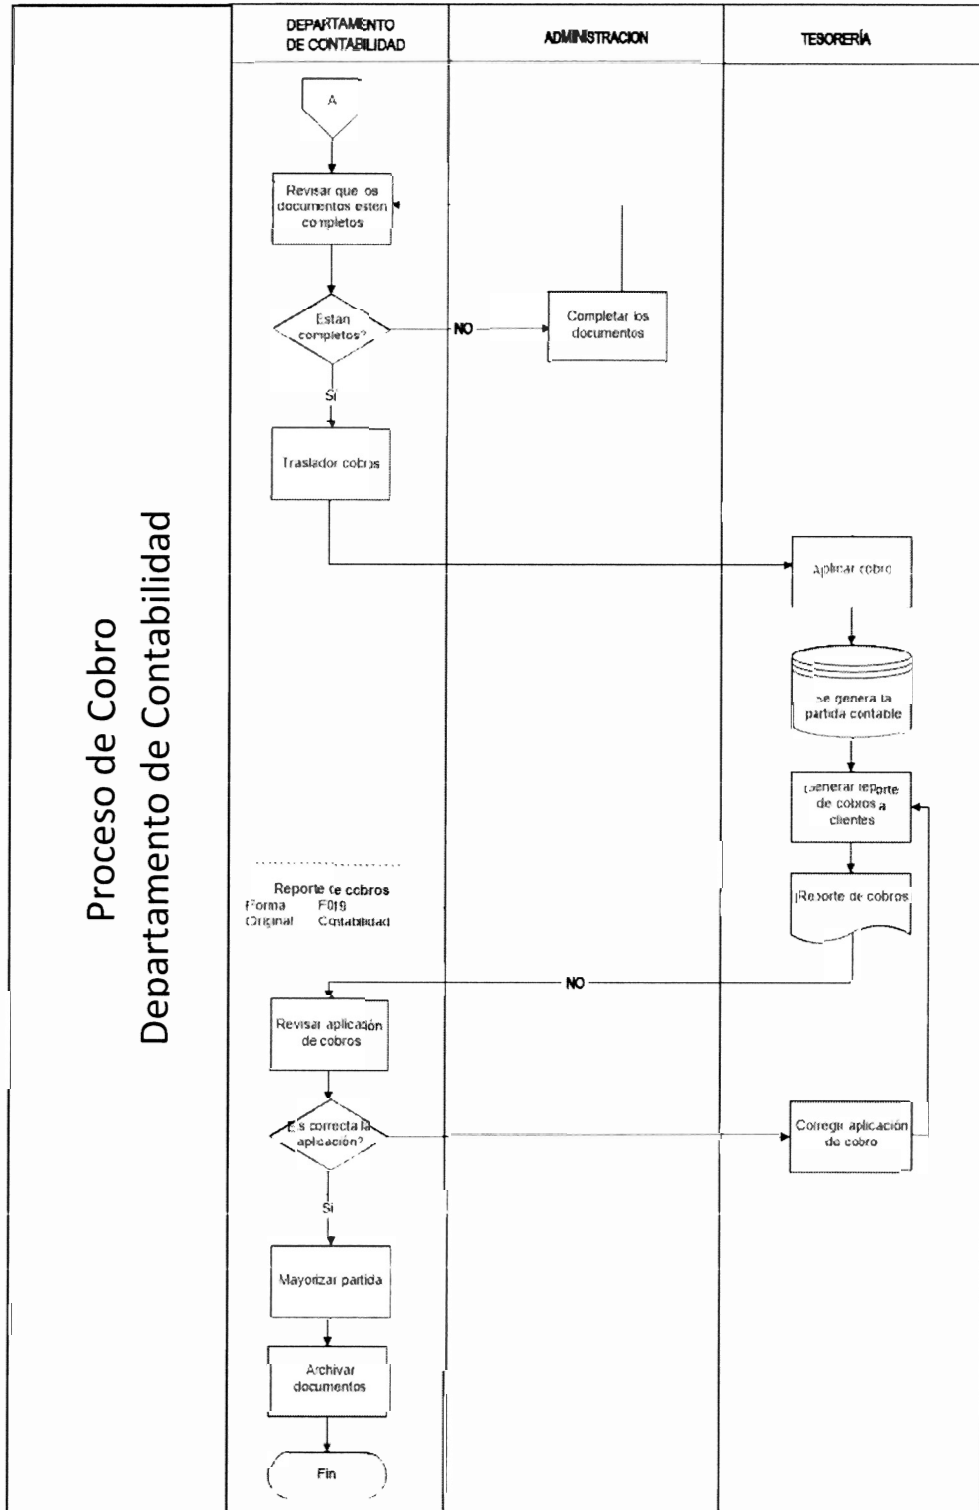 DEPARTAMENTO
DE CONTABILIDAD
ADMINISTRACION
TESORERÍA
Proceso de Cobro
Departamento de Contabilidad
A
Revisar que los
documentos esten
completos
Estan
completos?
NO
Completar los
documentos
Sí
Traslador cobros
Aplicar cobro
Se genera la
partida contable
Generar reporte
de cobros a
clientes
Reporte de cobros
Forma
Original Contabilidad
Reporte de cobros
NO
Revisar aplicación
de cobros
Es correcta la
aplicación?
Corregir aplicación
de cobro
Si
Mayorizar partida
Archivar
documentos
Fin